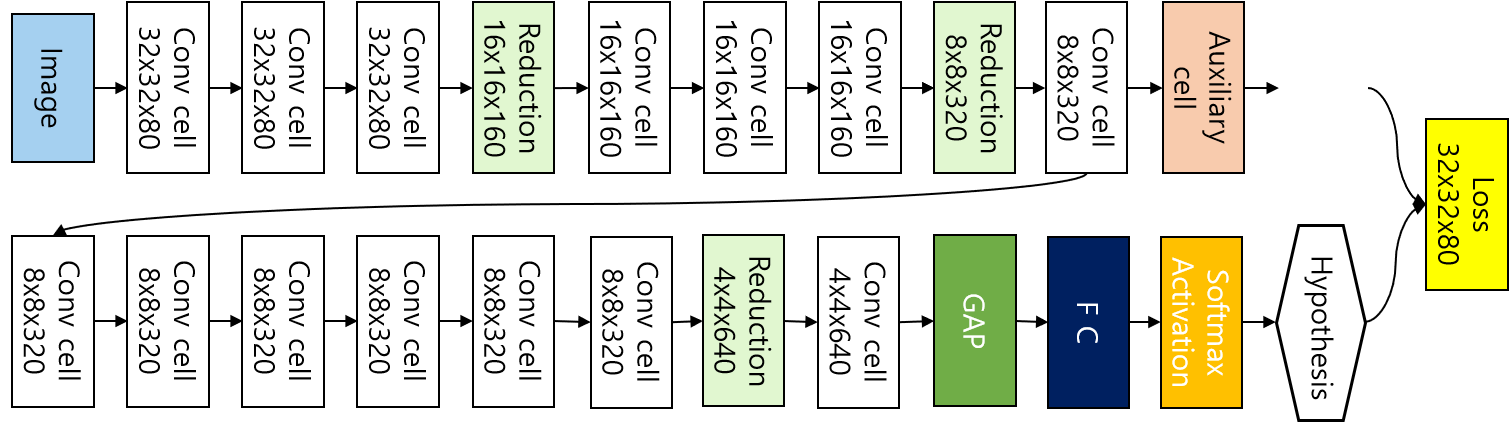 Image
Conv cell
32x32x80
Conv cell
32x32x80
Conv cell
32x32x80
Reduction
16x16x160
Conv cell
16x16x160
Conv cell
16x16x160
Conv cell
16x16x160
Reduction
8x8x320
Conv cell
8x8x320
Auxiliary
cell
Loss
32x32x80
Conv cell
8x8x320
Conv cell
8x8x320
Conv cell
8x8x320
Conv cell
8x8x320
Conv cell
8x8x320
Conv cell
8x8x320
Reduction
4x4x640
Conv cell
4x4x640
GAP
F C
Softmax
Activation
Hypothesis